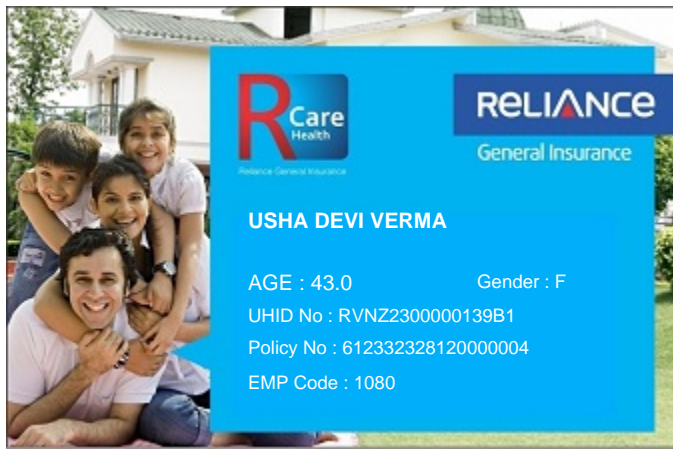 R Care
Health
Reliance General Insurance
RELIANCE
General Insurance
USHA DEVI VERMA
AGE : 43.0 Gender : F
UHID No : RVNZ2300000139B1
Policy No : 612332328120000004
EMP Code : 1080